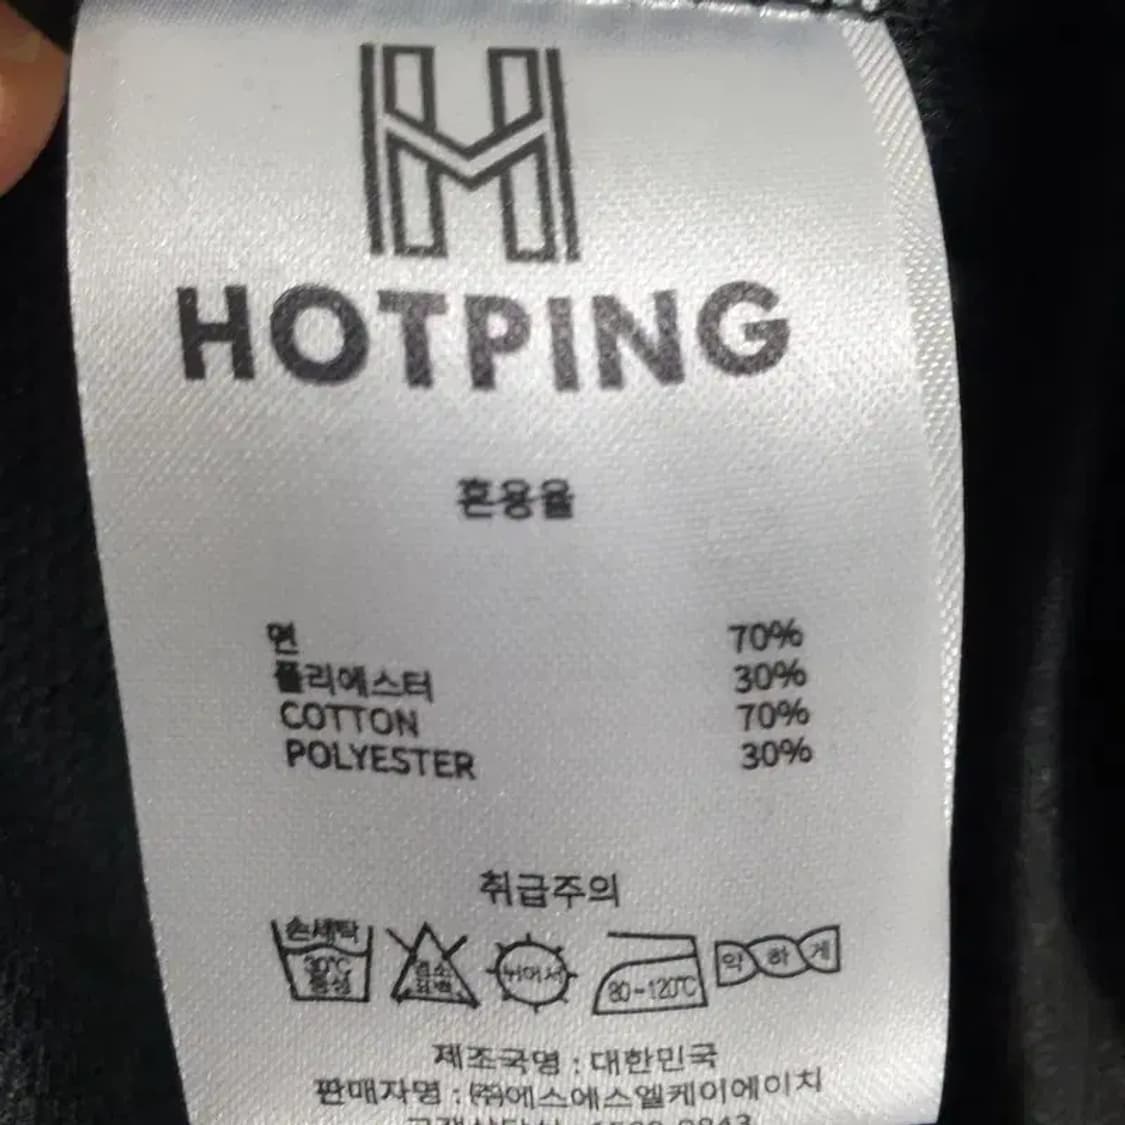 HOTPING
혼용율
면 70%
폴리에스터 30%
COTTON 70%
POLYESTER 30%
취급주의
손세탁 30℃ 중성
염소 표백
뉘어서
80~120℃
약 하 게
제조국명 : 대한민국
판매자명 : ㈜에스에스엘케이에이치